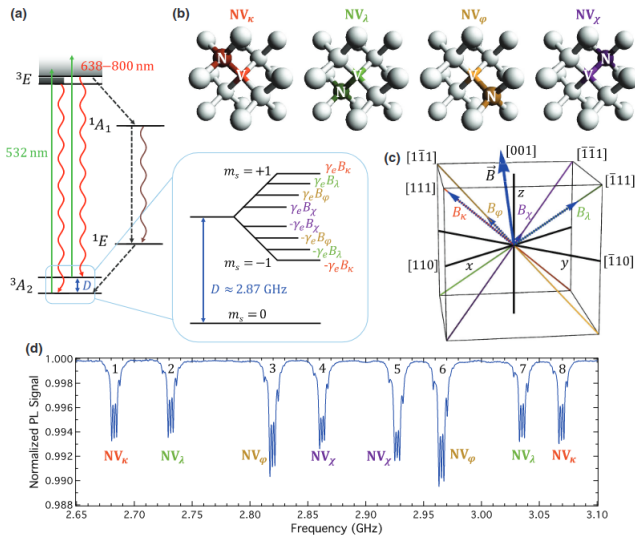 (a)
638–800 nm
³E
¹A₁
532 nm
¹E
³A₂
D
mₛ = +1
γₑBκ
γₑBλ
γₑBφ
γₑBχ
-γₑBχ
-γₑBφ
-γₑBλ
-γₑBκ
mₛ = −1
D ≈ 2.87 GHz
mₛ = 0
(b)
NVκ
NVλ
NVφ
NVχ
N
V
N
V
V
N
N
V
(c)
[001]
[11̄1]
[1̄1̄1]
B⃗
z
[111]
[1̄11]
Bκ
Bφ
Bχ
Bλ
[110]
x
y
[1̄10]
(d)
Normalized PL Signal
1.000
0.998
0.996
0.994
0.992
0.990
0.988
1
2
3
4
5
6
7
8
NVκ
NVλ
NVφ
NVχ
NVχ
NVφ
NVλ
NVκ
2.65
2.70
2.75
2.80
2.85
2.90
2.95
3.00
3.05
3.10
Frequency (GHz)